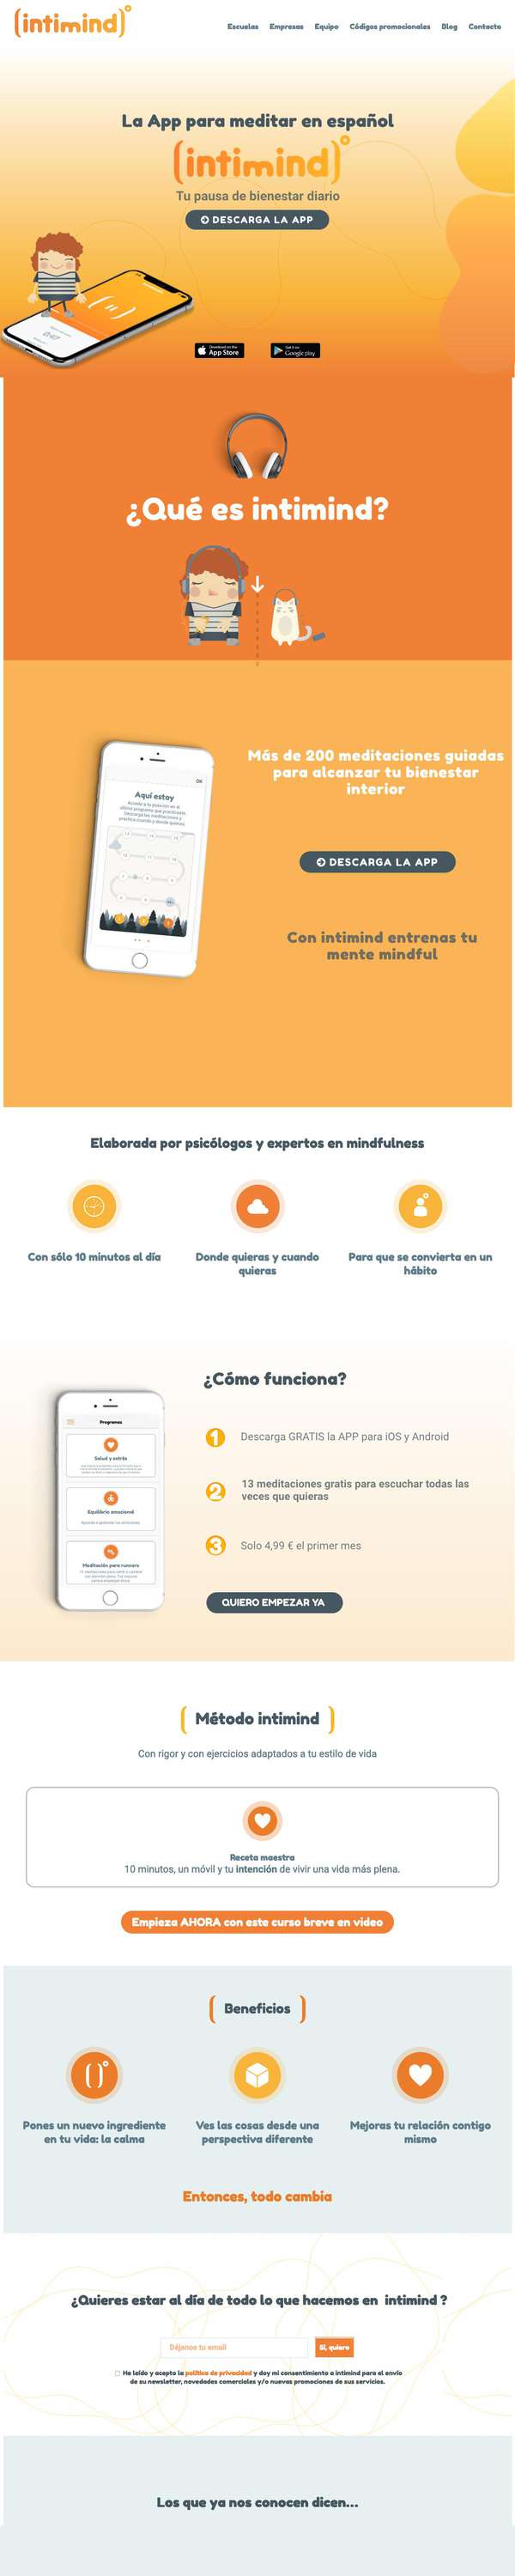 (intimind)°
Escuelas Empresas Equipo Códigos promocionales Blog Contacto
La App para meditar en español
(intimind)°
Tu pausa de bienestar diario
DESCARGA LA APP
Download on the
App Store
Get it on
Google play
¿Qué es intimind?
Más de 200 meditaciones guiadas
para alcanzar tu bienestar
interior
OK
Aquí estoy
DESCARGA LA APP
Con intimind entrenas tu
mente mindful
Elaborada por psicólogos y expertos en mindfulness
Con sólo 10 minutos al día
Donde quieras y cuando
quieras
Para que se convierta en un
hábito
¿Cómo funciona?
Programas
Salud y estrés
Equilibrio emocional
Meditación para runners
1 Descarga GRATIS la APP para iOS y Android
2 13 meditaciones gratis para escuchar todas las
veces que quieras
3 Solo 4,99 € el primer mes
QUIERO EMPEZAR YA
( Método intimind )
Con rigor y con ejercicios adaptados a tu estilo de vida
Receta maestra
10 minutos, un móvil y tu intención de vivir una vida más plena.
Empieza AHORA con este curso breve en video
( Beneficios )
Pones un nuevo ingrediente
en tu vida: la calma
Ves las cosas desde una
perspectiva diferente
Mejoras tu relación contigo
mismo
Entonces, todo cambia
¿Quieres estar al día de todo lo que hacemos en intimind ?
Déjanos tu email
Sí, quiero
He leído y acepto la política de privacidad y doy mi consentimiento a intimind para el envío
de su newsletter, novedades comerciales y/o nuevas promociones de sus servicios.
Los que ya nos conocen dicen...